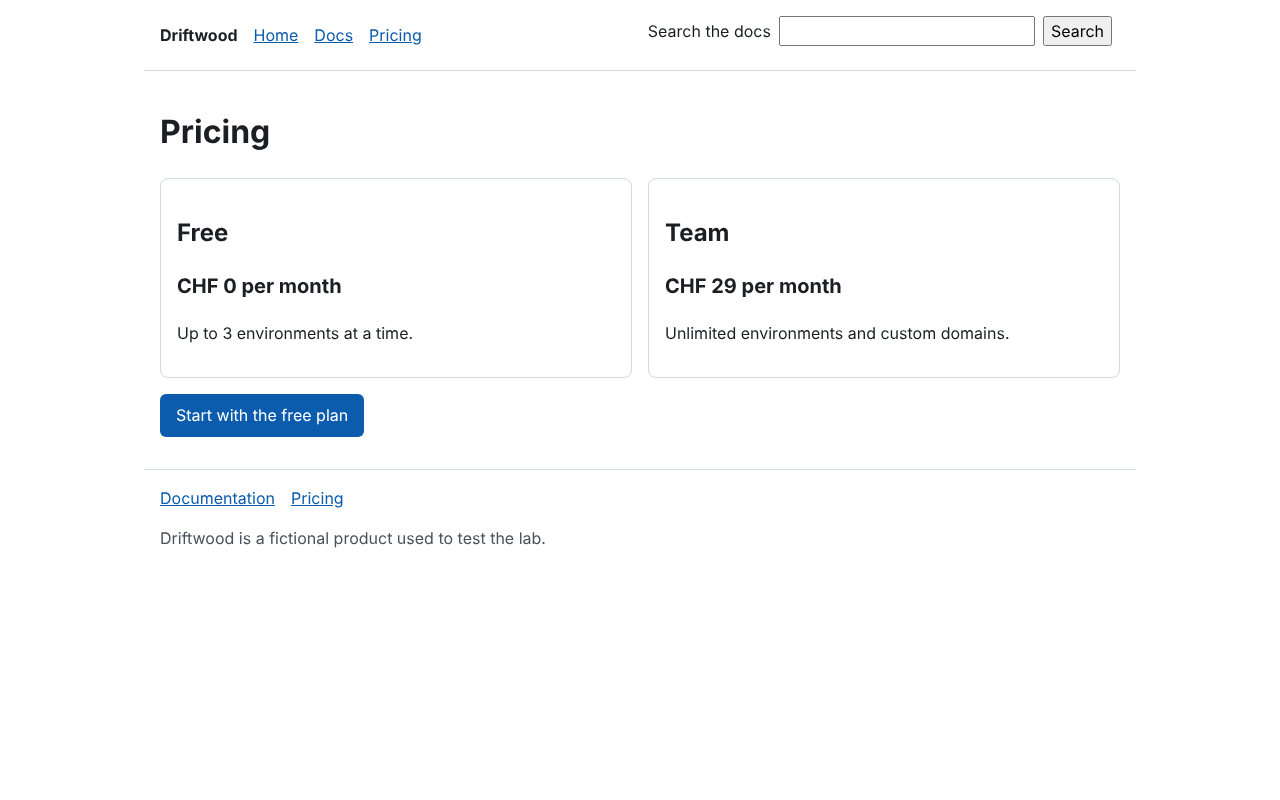 Driftwood Home Docs Pricing Search the docs Search
Pricing
Free
CHF 0 per month
Up to 3 environments at a time.
Team
CHF 29 per month
Unlimited environments and custom domains.
Start with the free plan
Documentation Pricing
Driftwood is a fictional product used to test the lab.